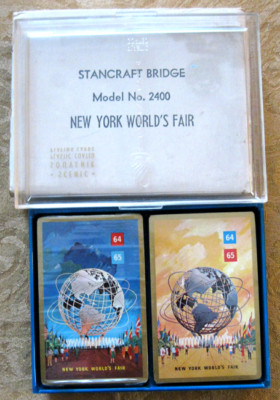 STANCRAFT BRIDGE
Model No. 2400
NEW YORK WORLD'S FAIR
64
65
NEW YORK WORLD'S FAIR
64
65
NEW YORK WORLD'S FAIR